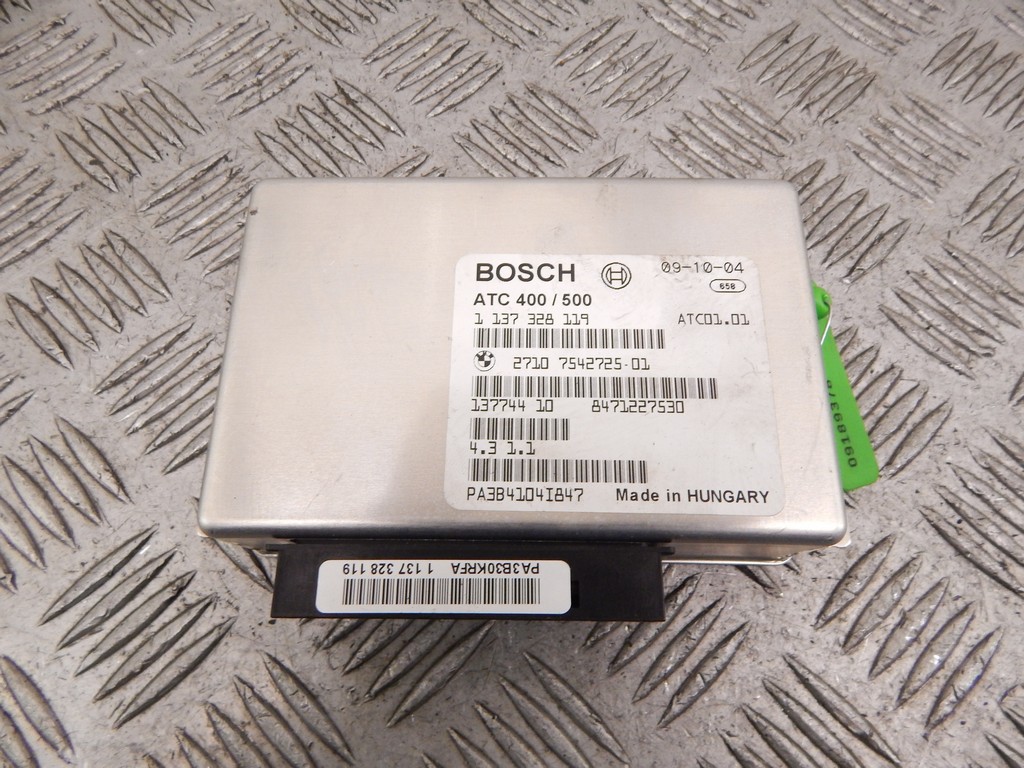 BOSCH 09-10-04
658
ATC 400 / 500
1 137 328 119 ATC01.01
2710 7542725-01
137744 10 8471227530
4.3 1.1
PA3B4104I847 Made in HUNGARY
PA3B30KRFA 1 137 328 119